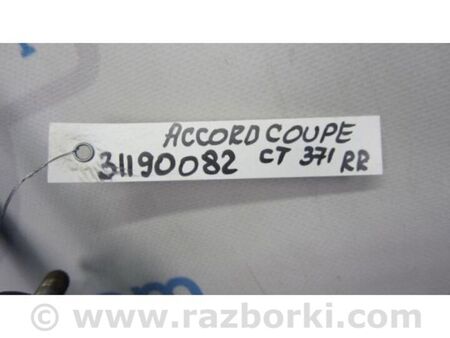 ACCORD COUPE
31190082 CT 371 RR
© www.razborki.com